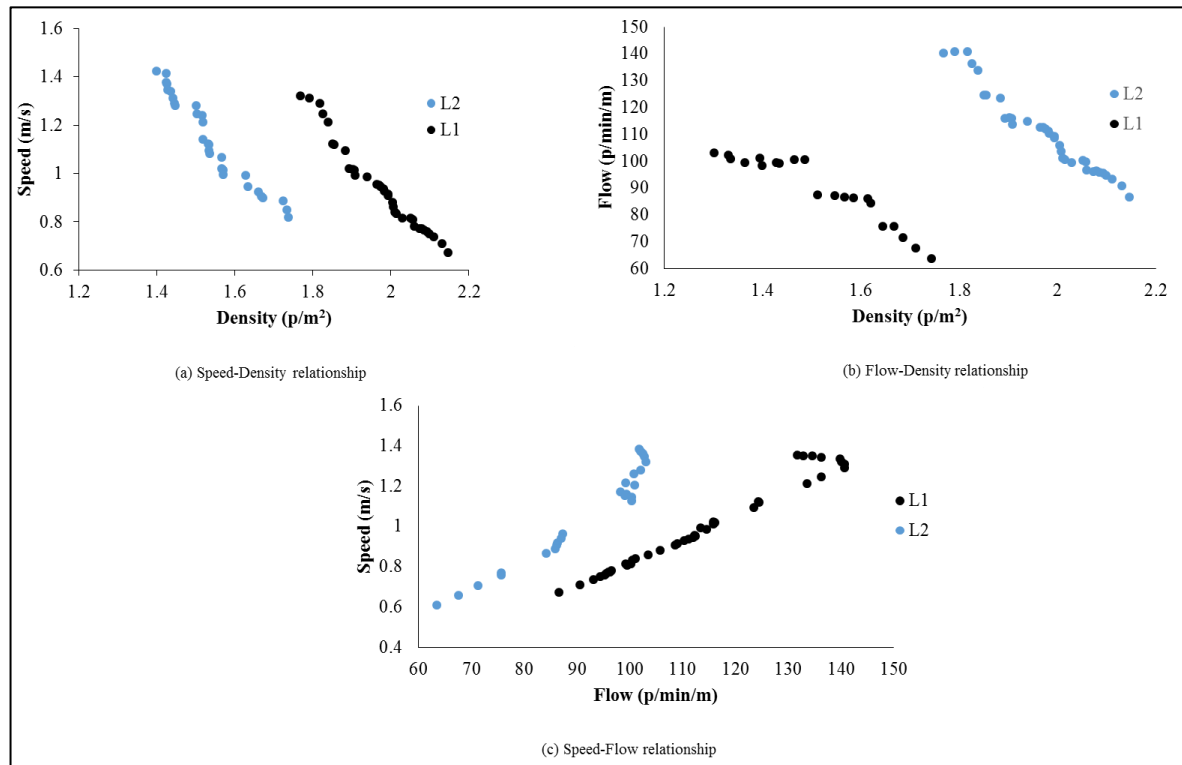 1.6
1.4
1.2
1
0.8
0.6
1.2 1.4 1.6 1.8 2 2.2
Speed (m/s)
Density (p/m²)
L2
L1
(a) Speed-Density relationship
150
140
130
120
110
100
90
80
70
60
1.2 1.4 1.6 1.8 2 2.2
Flow (p/min/m)
Density (p/m²)
L2
L1
(b) Flow-Density relationship
1.6
1.4
1.2
1
0.8
0.6
0.4
60 70 80 90 100 110 120 130 140 150
Speed (m/s)
Flow (p/min/m)
L1
L2
(c) Speed-Flow relationship